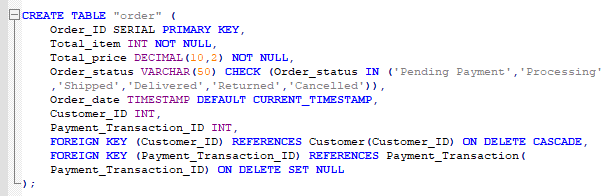 CREATE TABLE "order" (
Order_ID SERIAL PRIMARY KEY,
Total_item INT NOT NULL,
Total_price DECIMAL(10,2) NOT NULL,
Order_status VARCHAR(50) CHECK (Order_status IN ('Pending Payment','Processing'
,'Shipped','Delivered','Returned','Cancelled')),
Order_date TIMESTAMP DEFAULT CURRENT_TIMESTAMP,
Customer_ID INT,
Payment_Transaction_ID INT,
FOREIGN KEY (Customer_ID) REFERENCES Customer(Customer_ID) ON DELETE CASCADE,
FOREIGN KEY (Payment_Transaction_ID) REFERENCES Payment_Transaction(
Payment_Transaction_ID) ON DELETE SET NULL
);